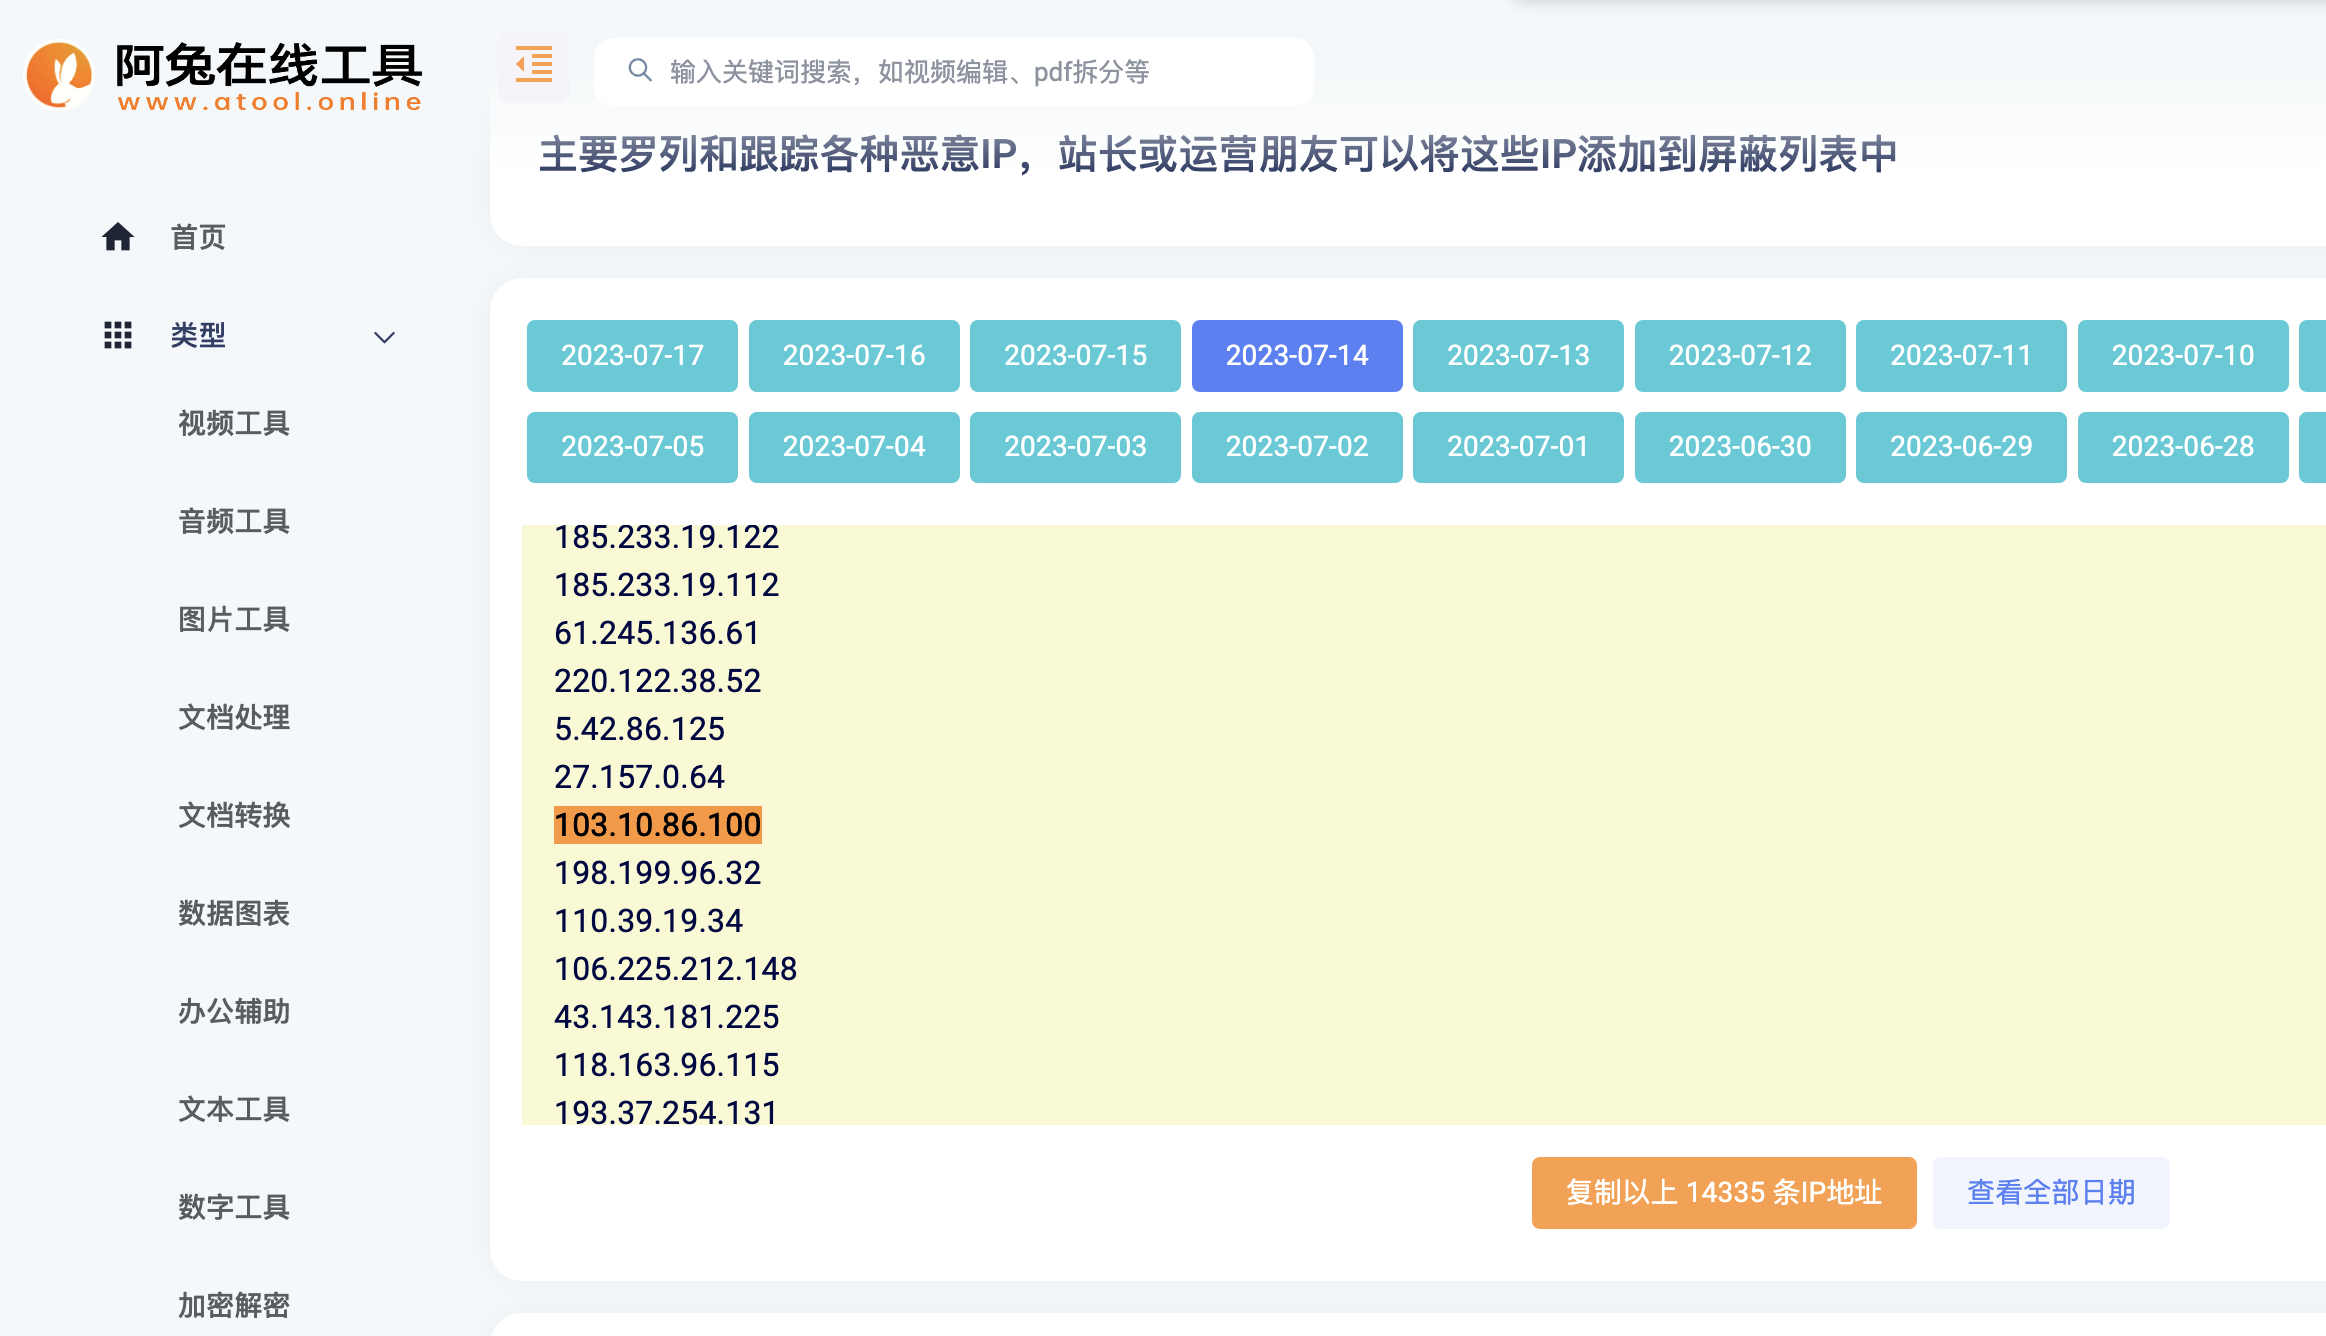 阿兔在线工具
www.atool.online
输入关键词搜索，如视频编辑、pdf拆分等
主要罗列和跟踪各种恶意IP，站长或运营朋友可以将这些IP添加到屏蔽列表中
首页
类型
视频工具
音频工具
图片工具
文档处理
文档转换
数据图表
办公辅助
文本工具
数字工具
加密解密
2023-07-17 2023-07-16 2023-07-15 2023-07-14 2023-07-13 2023-07-12 2023-07-11 2023-07-10
2023-07-05 2023-07-04 2023-07-03 2023-07-02 2023-07-01 2023-06-30 2023-06-29 2023-06-28
185.233.19.122
185.233.19.112
61.245.136.61
220.122.38.52
5.42.86.125
27.157.0.64
103.10.86.100
198.199.96.32
110.39.19.34
106.225.212.148
43.143.181.225
118.163.96.115
193.37.254.131
复制以上 14335 条IP地址 查看全部日期